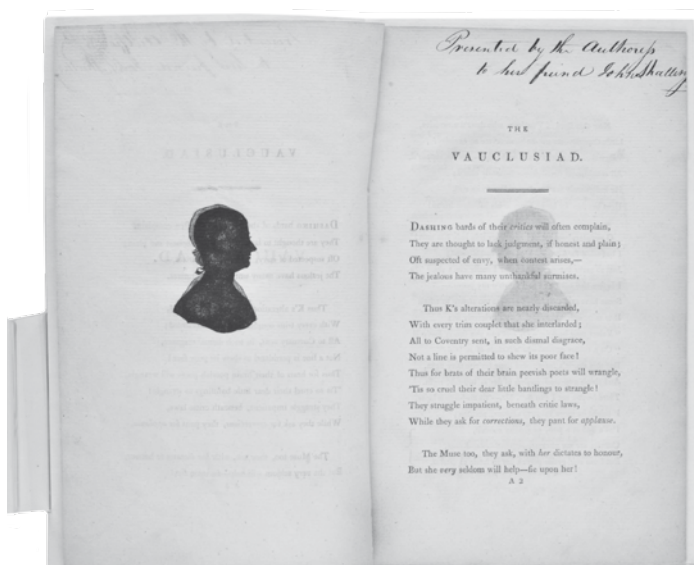 Presented by the Authoress
to her friend John
THE
VAUCLUSIAD.
DASHING bards of their critics will often complain,
They are thought to lack judgment, if honest and plain;
Oft suspected of envy, when contest arises,—
The jealous have many unthankful surmises.
Thus K's alterations are nearly discarded,
With every trim couplet that she interlarded;
All to Coventry sent, in such dismal disgrace,
Not a line is permitted to shew its poor face!
Thus for brats of their brain peevish poets will wrangle,
'Tis so cruel their dear little bantlings to strangle!
They struggle impatient, beneath critic laws,
While they ask for corrections, they pant for applause.
The Muse too, they ask, with her dictates to honour,
But she very seldom will help—fie upon her!
A 2